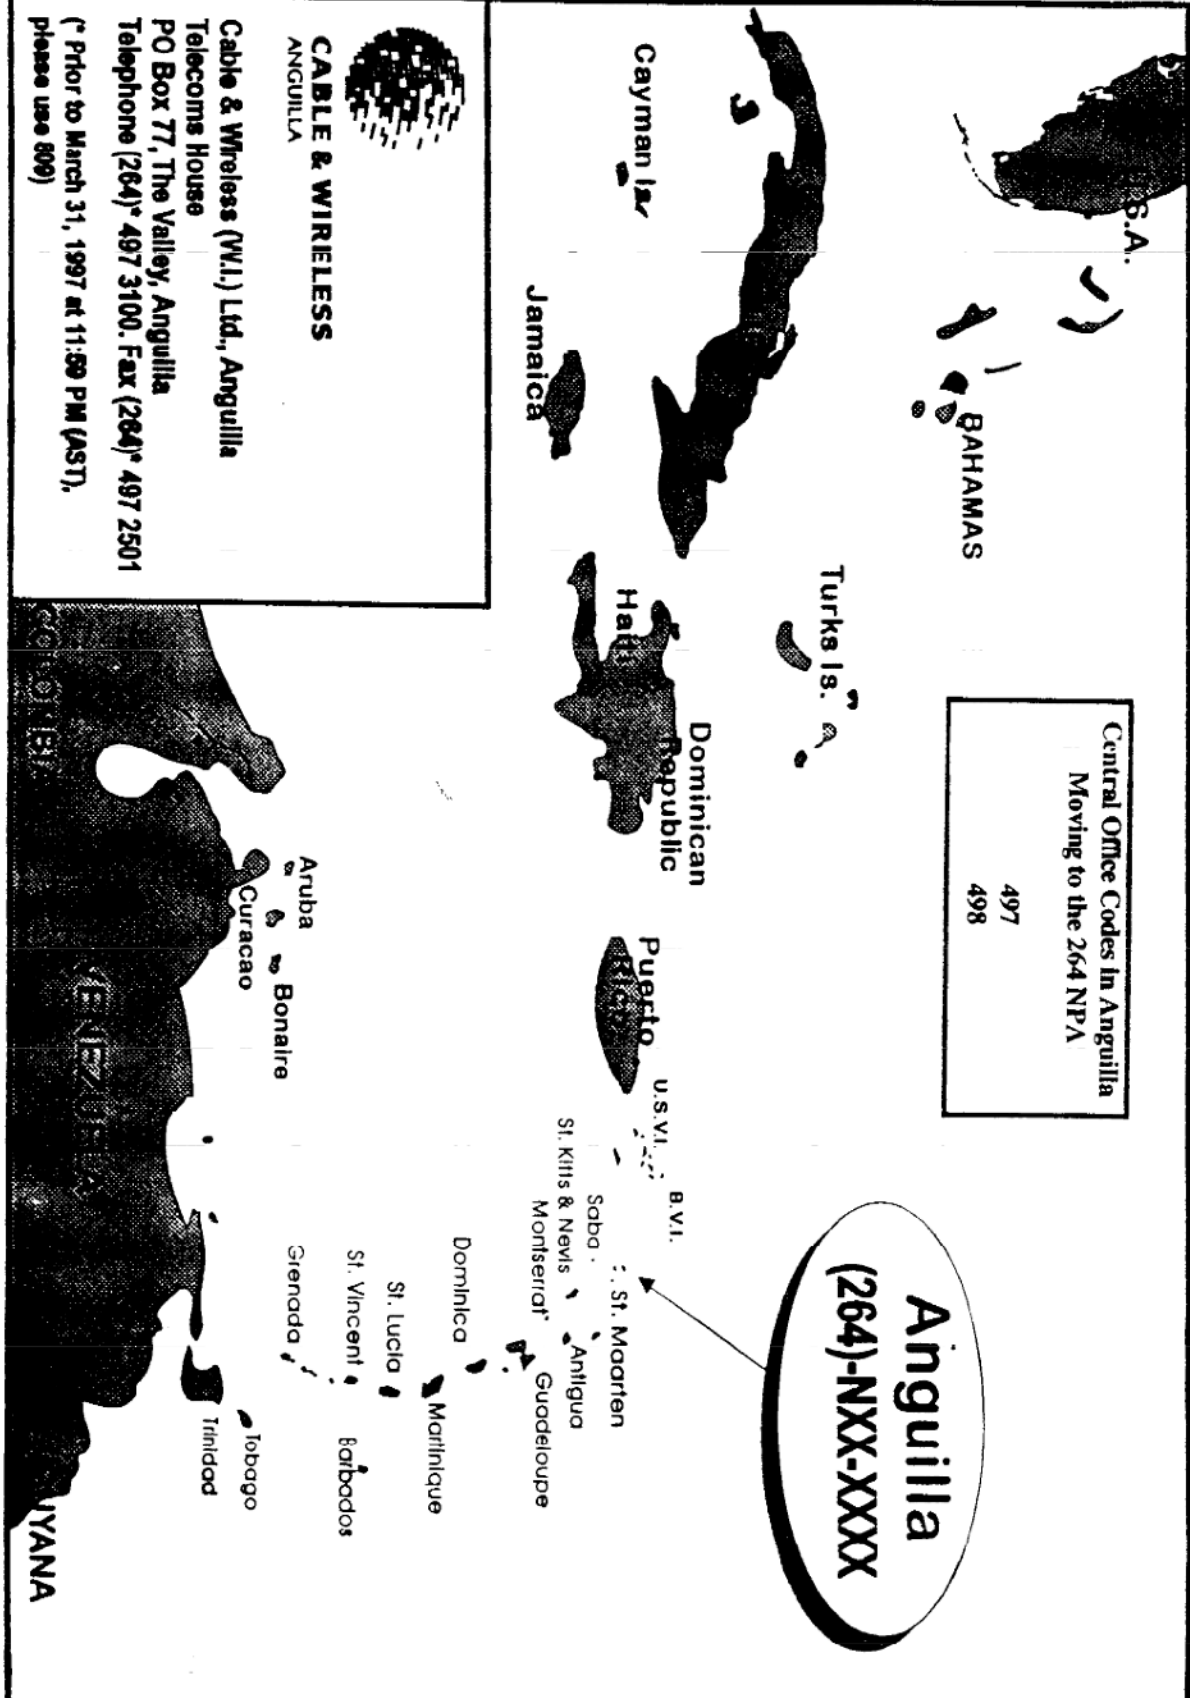 S.A.
BAHAMAS
Central Office Codes in Anguilla
Moving to the 264 NPA
497
498
Anguilla
(264)-NXX-XXXX
Turks Is.
Cayman Is.
Jamaica
Haiti
Dominican
Republic
Puerto
Rico
U.S.V.I.
B.V.I.
St. Maarten
Saba
St. Kitts & Nevis
Antigua
Montserrat
Guadeloupe
Dominica
Martinique
St. Lucia
St. Vincent
Barbados
Grenada
Tobago
Trinidad
Aruba
Curacao
Bonaire
VENEZUELA
COLOMBIA
UYANA
CABLE & WIRELESS
ANGUILLA
Cable & Wireless (W.I.) Ltd., Anguilla
Telecoms House
PO Box 77, The Valley, Anguilla
Telephone (264)* 497 3100. Fax (264)* 497 2501
(* Prior to March 31, 1997 at 11:59 PM (AST),
please use 809)